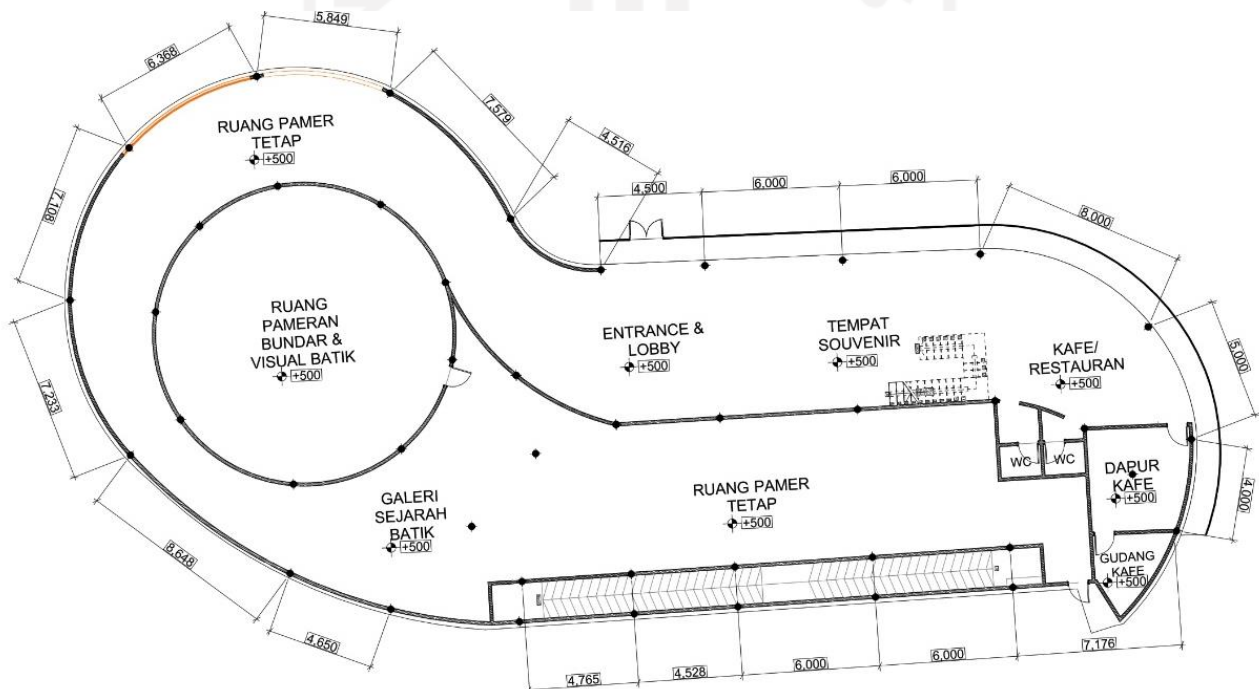 5,849
6,368
7,579
4,516
4,500
6,000
6,000
8,000
7,108
7,233
5,000
4,000
8,648
4,650
4,765
4,528
6,000
6,000
7,176
RUANG PAMER
TETAP
+500
RUANG
PAMERAN
BUNDAR &
VISUAL BATIK
+500
ENTRANCE &
LOBBY
+500
TEMPAT
SOUVENIR
+500
KAFE/
RESTAURAN
+500
WC
WC
DAPUR
KAFE
+500
GALERI
SEJARAH
BATIK
+500
RUANG PAMER
TETAP
+500
GUDANG
KAFE
+500